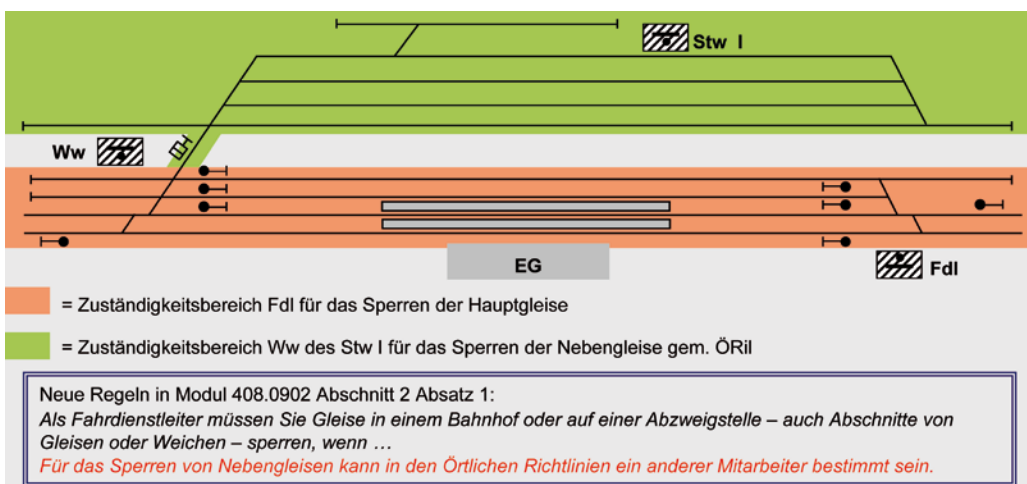 Stw I
Ww
EG
Fdl
= Zuständigkeitsbereich Fdl für das Sperren der Hauptgleise
= Zuständigkeitsbereich Ww des Stw I für das Sperren der Nebengleise gem. ÖRil
Neue Regeln in Modul 408.0902 Abschnitt 2 Absatz 1:
Als Fahrdienstleiter müssen Sie Gleise in einem Bahnhof oder auf einer Abzweigstelle – auch Abschnitte von
Gleisen oder Weichen – sperren, wenn …
Für das Sperren von Nebengleisen kann in den Örtlichen Richtlinien ein anderer Mitarbeiter bestimmt sein.